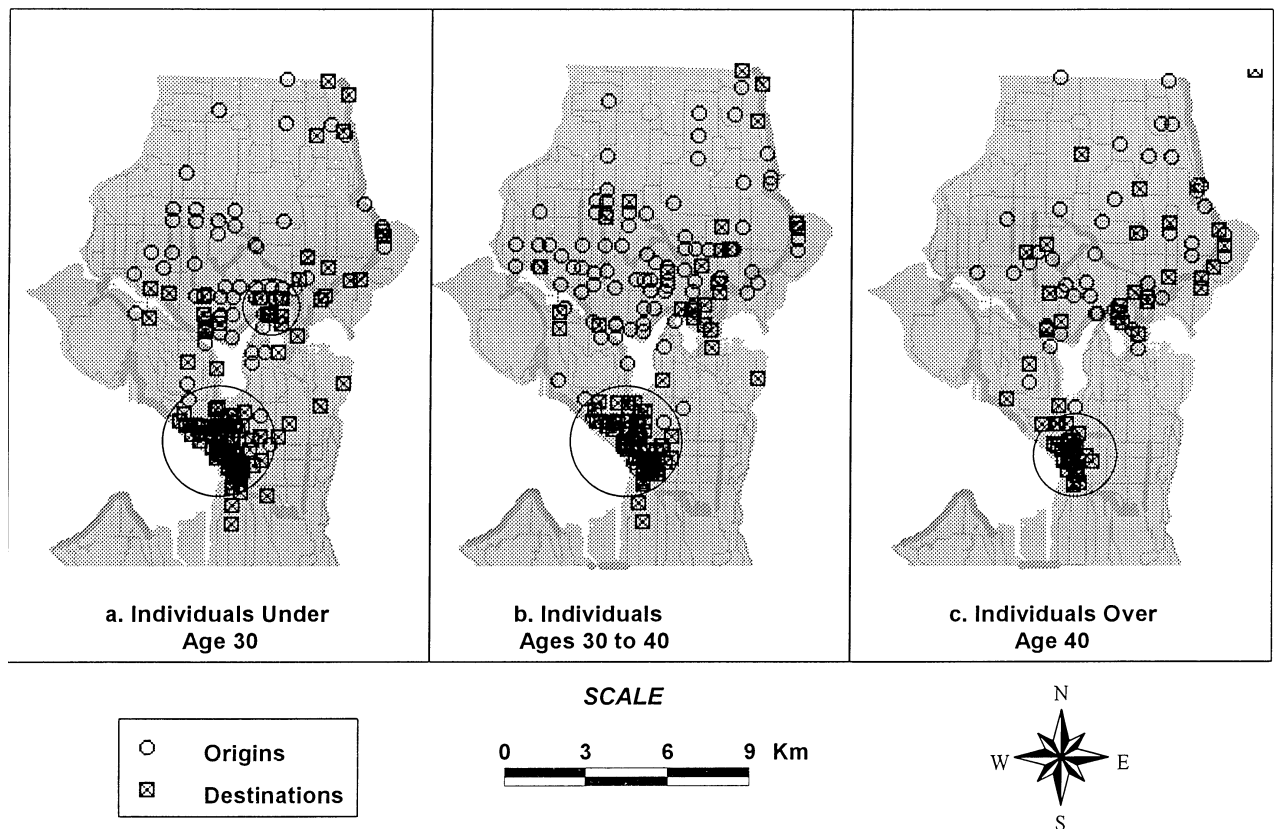 a. Individuals Under
Age 30
b. Individuals
Ages 30 to 40
c. Individuals Over
Age 40
SCALE
Origins
Destinations
0 3 6 9 Km
N
W E
S